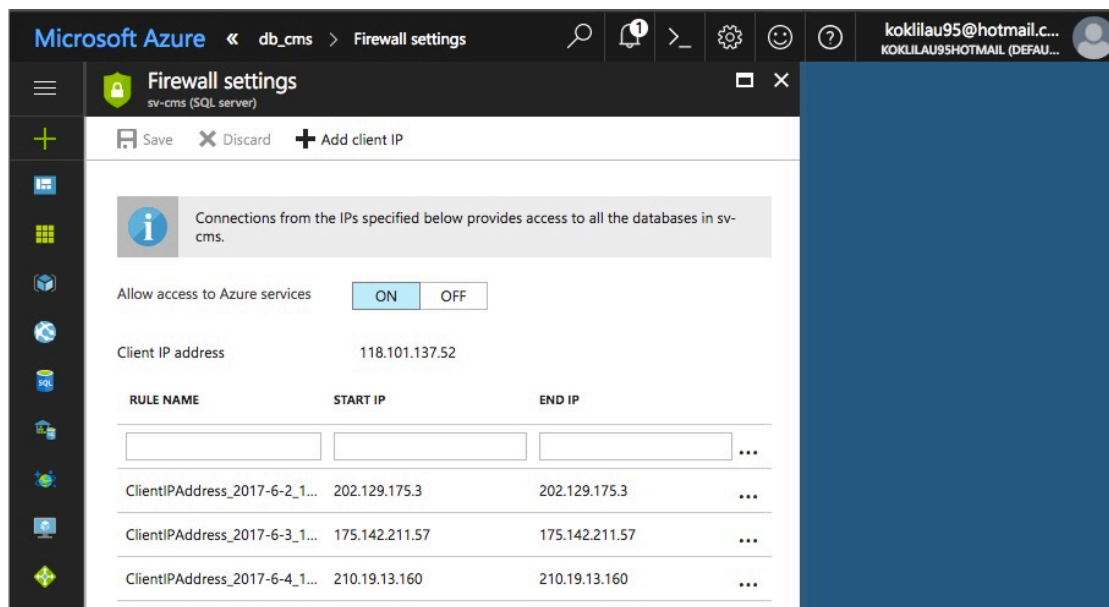 Microsoft Azure « db_cms > Firewall settings >_ 1 koklilau95@hotmail.c...
KOKLILAU95HOTMAIL (DEFAU...
Firewall settings
sv-cms (SQL server)
Save Discard Add client IP
Connections from the IPs specified below provides access to all the databases in sv-
cms.
Allow access to Azure services ON OFF
Client IP address 118.101.137.52
RULE NAME START IP END IP
...
ClientIPAddress_2017-6-2_1... 202.129.175.3 202.129.175.3 ...
SQL
ClientIPAddress_2017-6-3_1... 175.142.211.57 175.142.211.57 ...
ClientIPAddress_2017-6-4_1... 210.19.13.160 210.19.13.160 ...